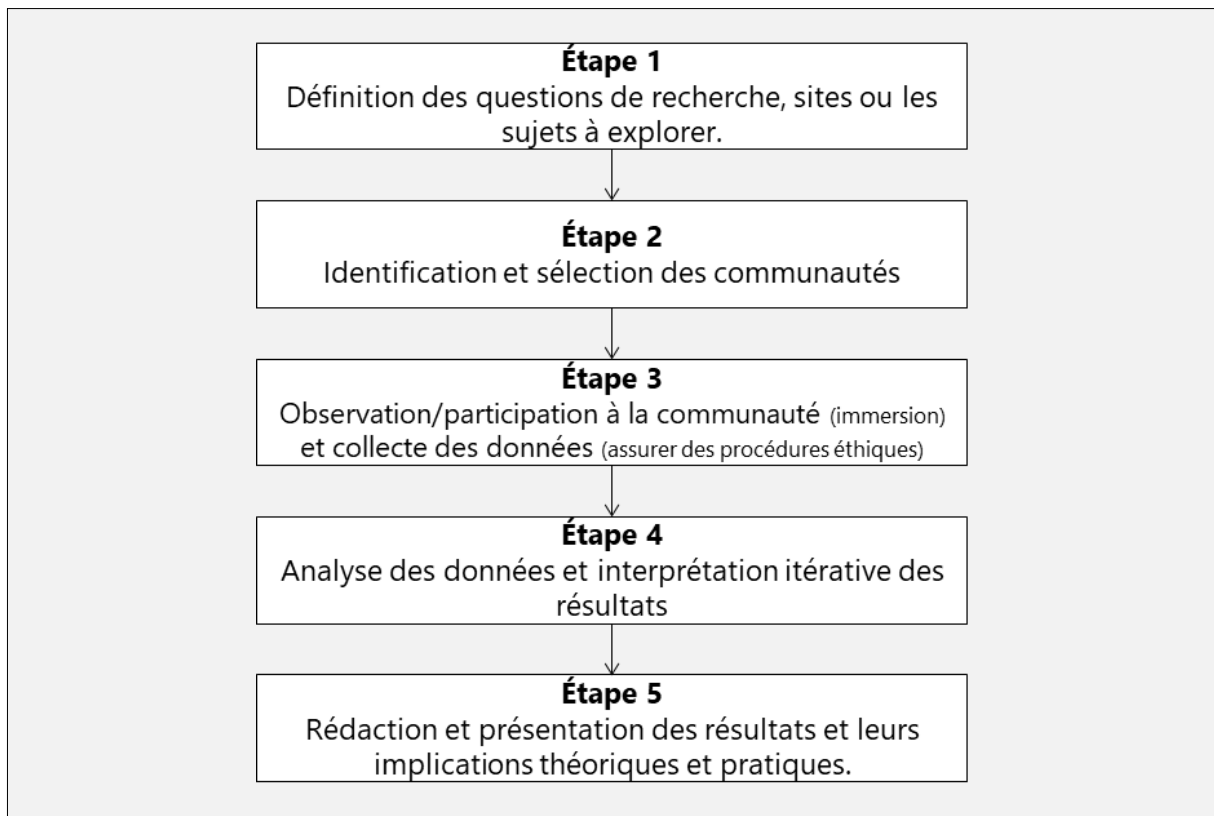 Étape 1
Définition des questions de recherche, sites ou les
sujets à explorer.
Étape 2
Identification et sélection des communautés
Étape 3
Observation/participation à la communauté (immersion)
et collecte des données (assurer des procédures éthiques)
Étape 4
Analyse des données et interprétation itérative des
résultats
Étape 5
Rédaction et présentation des résultats et leurs
implications théoriques et pratiques.